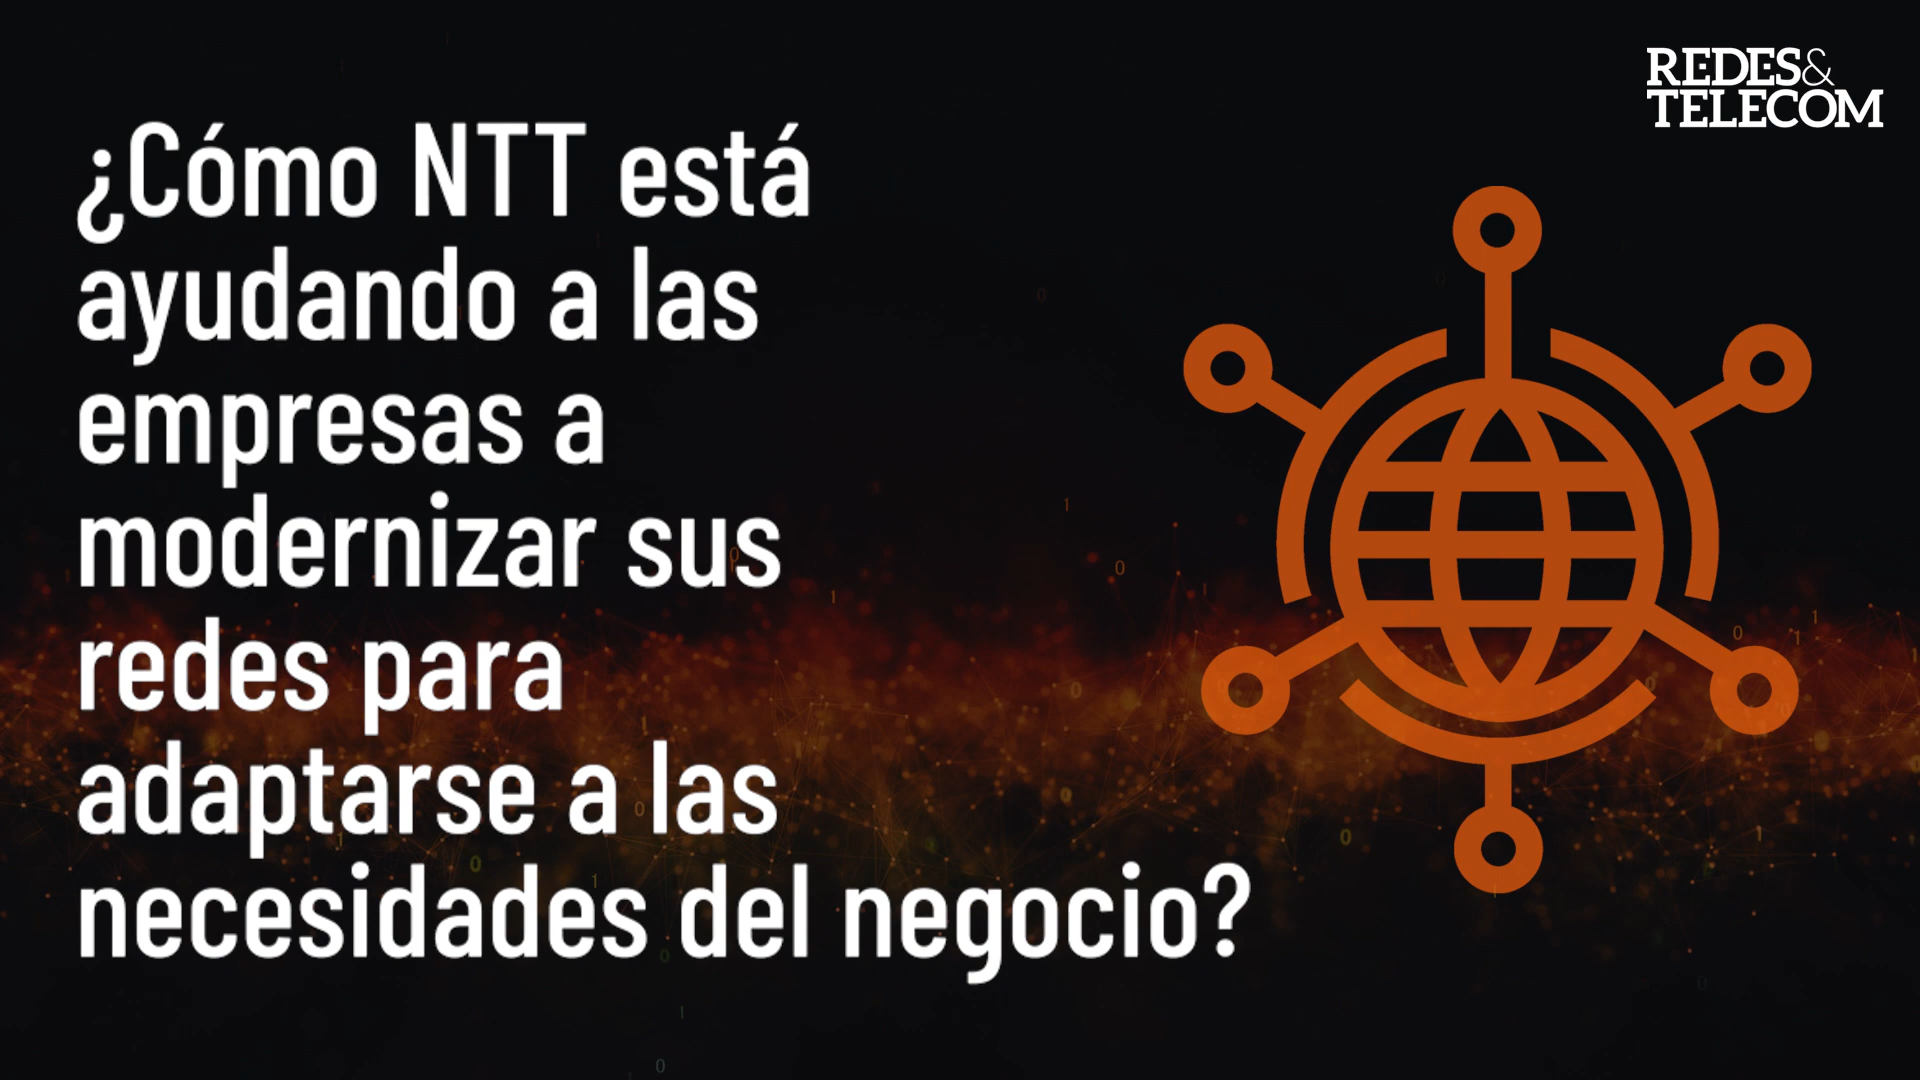 REDES&
TELECOM
¿Cómo NTT está
ayudando a las
empresas a
modernizar sus
redes para
adaptarse a las
necesidades del negocio?